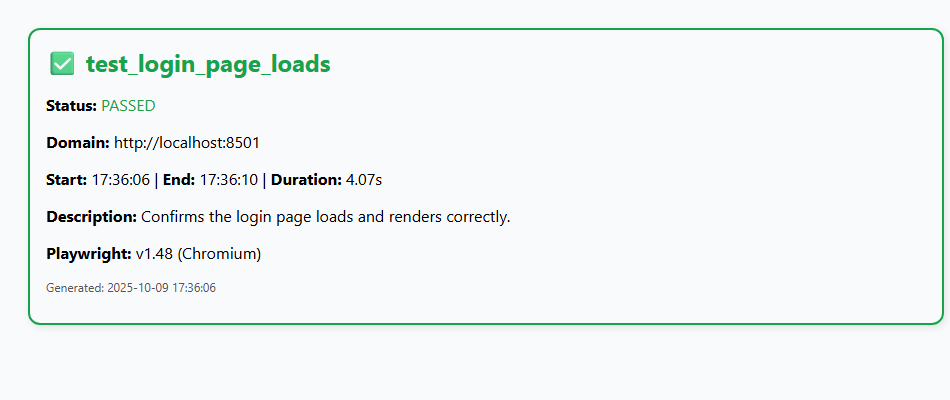 ✅ test_login_page_loads
Status: PASSED
Domain: http://localhost:8501
Start: 17:36:06 | End: 17:36:10 | Duration: 4.07s
Description: Confirms the login page loads and renders correctly.
Playwright: v1.48 (Chromium)
Generated: 2025-10-09 17:36:06